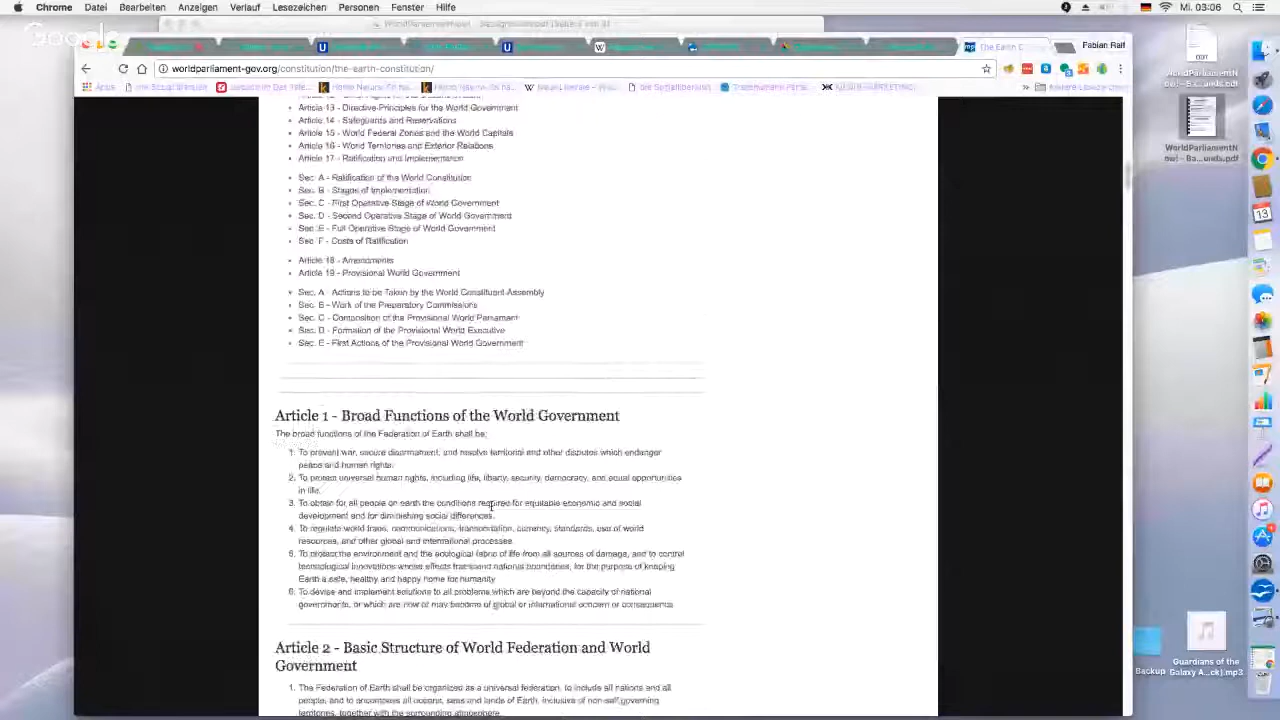 Chrome Datei Bearbeiten Anzeigen Verlauf Lesezeichen Personen Fenster Hilfe Mi. 03:06
Google
The Earth C Fabian Ralf
worldparliament-gov.org/constitution/the-earth-constitution/
Apps
Article 13 - Directive Principles for the World Government
Article 14 - Safeguards and Reservations
Article 15 - World Federal Zones and the World Capitals
Article 16 - World Territories and Exterior Relations
Article 17 - Ratification and Implementation
Sec. A - Ratification of the World Constitution
Sec. B - Stages of Implementation
Sec. C - First Operative Stage of World Government
Sec. D - Second Operative Stage of World Government
Sec. E - Full Operative Stage of World Government
Sec. F - Costs of Ratification
Article 18 - Amendments
Article 19 - Provisional World Government
Sec. A - Actions to be Taken by the World Constituent Assembly
Sec. B - Work of the Preparatory Commissions
Sec. C - Composition of the Provisional World Parliament
Sec. D - Formation of the Provisional World Executive
Sec. E - First Actions of the Provisional World Government
Article 1 - Broad Functions of the World Government
The broad functions of the Federation of Earth shall be:
1. To prevent war, secure disarmament, and resolve territorial and other disputes which endanger
peace and human rights.
2. To protect universal human rights, including life, liberty, security, democracy, and equal opportunities
in life.
3. To obtain for all people on earth the conditions required for equitable economic and social
development and for diminishing social differences.
4. To regulate world trade, communications, transportation, currency, standards, use of world
resources, and other global and international processes.
5. To protect the environment and the ecological fabric of life from all sources of damage, and to control
technological innovations whose effects transcend national boundaries, for the purpose of keeping
Earth a safe, healthy and happy home for humanity
6. To devise and implement solutions to all problems which are beyond the capacity of national
governments, or which are now or may become of global or international concern or consequence
Article 2 - Basic Structure of World Federation and World
Government
1. The Federation of Earth shall be organized as a universal federation, to include all nations and all
people, and to encompass all oceans, seas and lands of Earth, inclusive of non-self governing
territories, together with the surrounding atmosphere.
WorldParliamentN
ow! - Ba...unds.pdf
Backup
Guardians of the
Galaxy A...ck).mp3